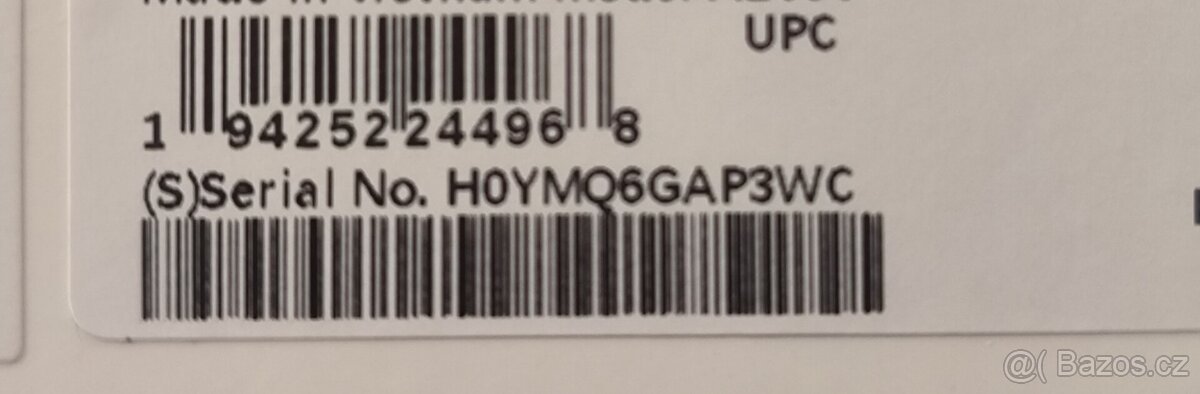 UPC
1 94252 24496 8
(S)Serial No. H0YMQ6GAP3WC
@( Bazos.cz